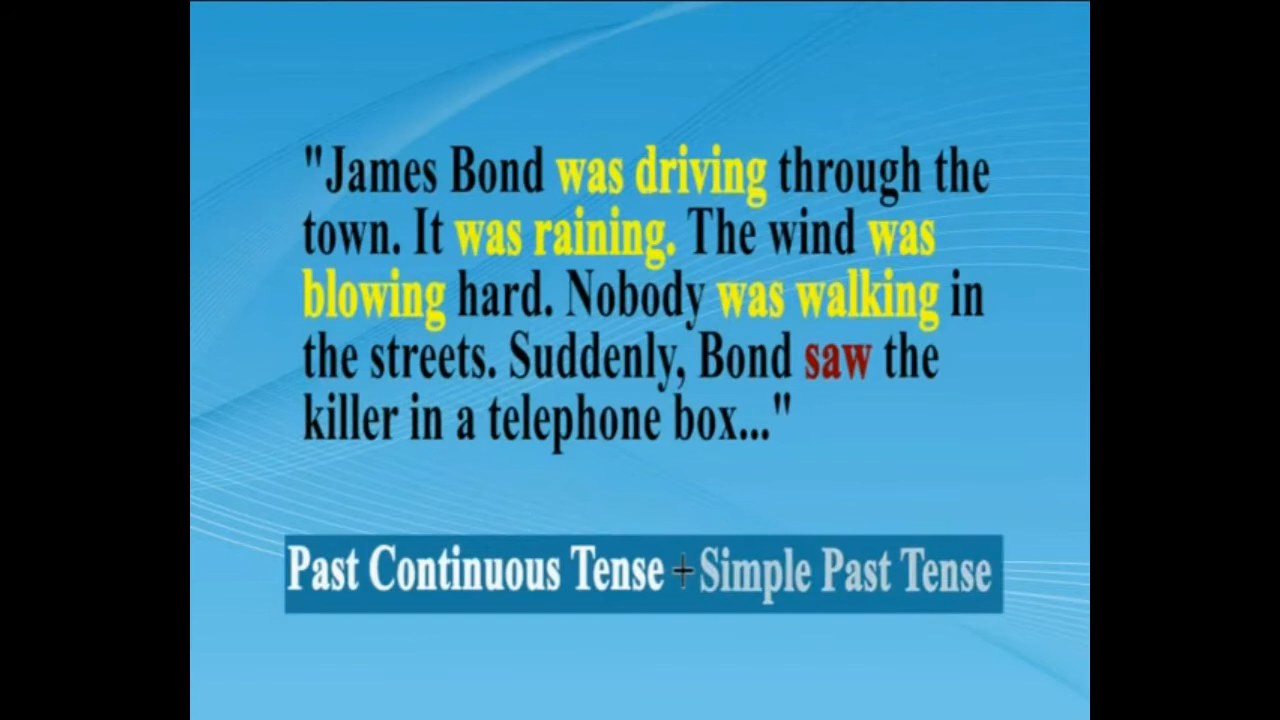 "James Bond was driving through the
town. It was raining. The wind was
blowing hard. Nobody was walking in
the streets. Suddenly, Bond saw the
killer in a telephone box..."
Past Continuous Tense + Simple Past Tense